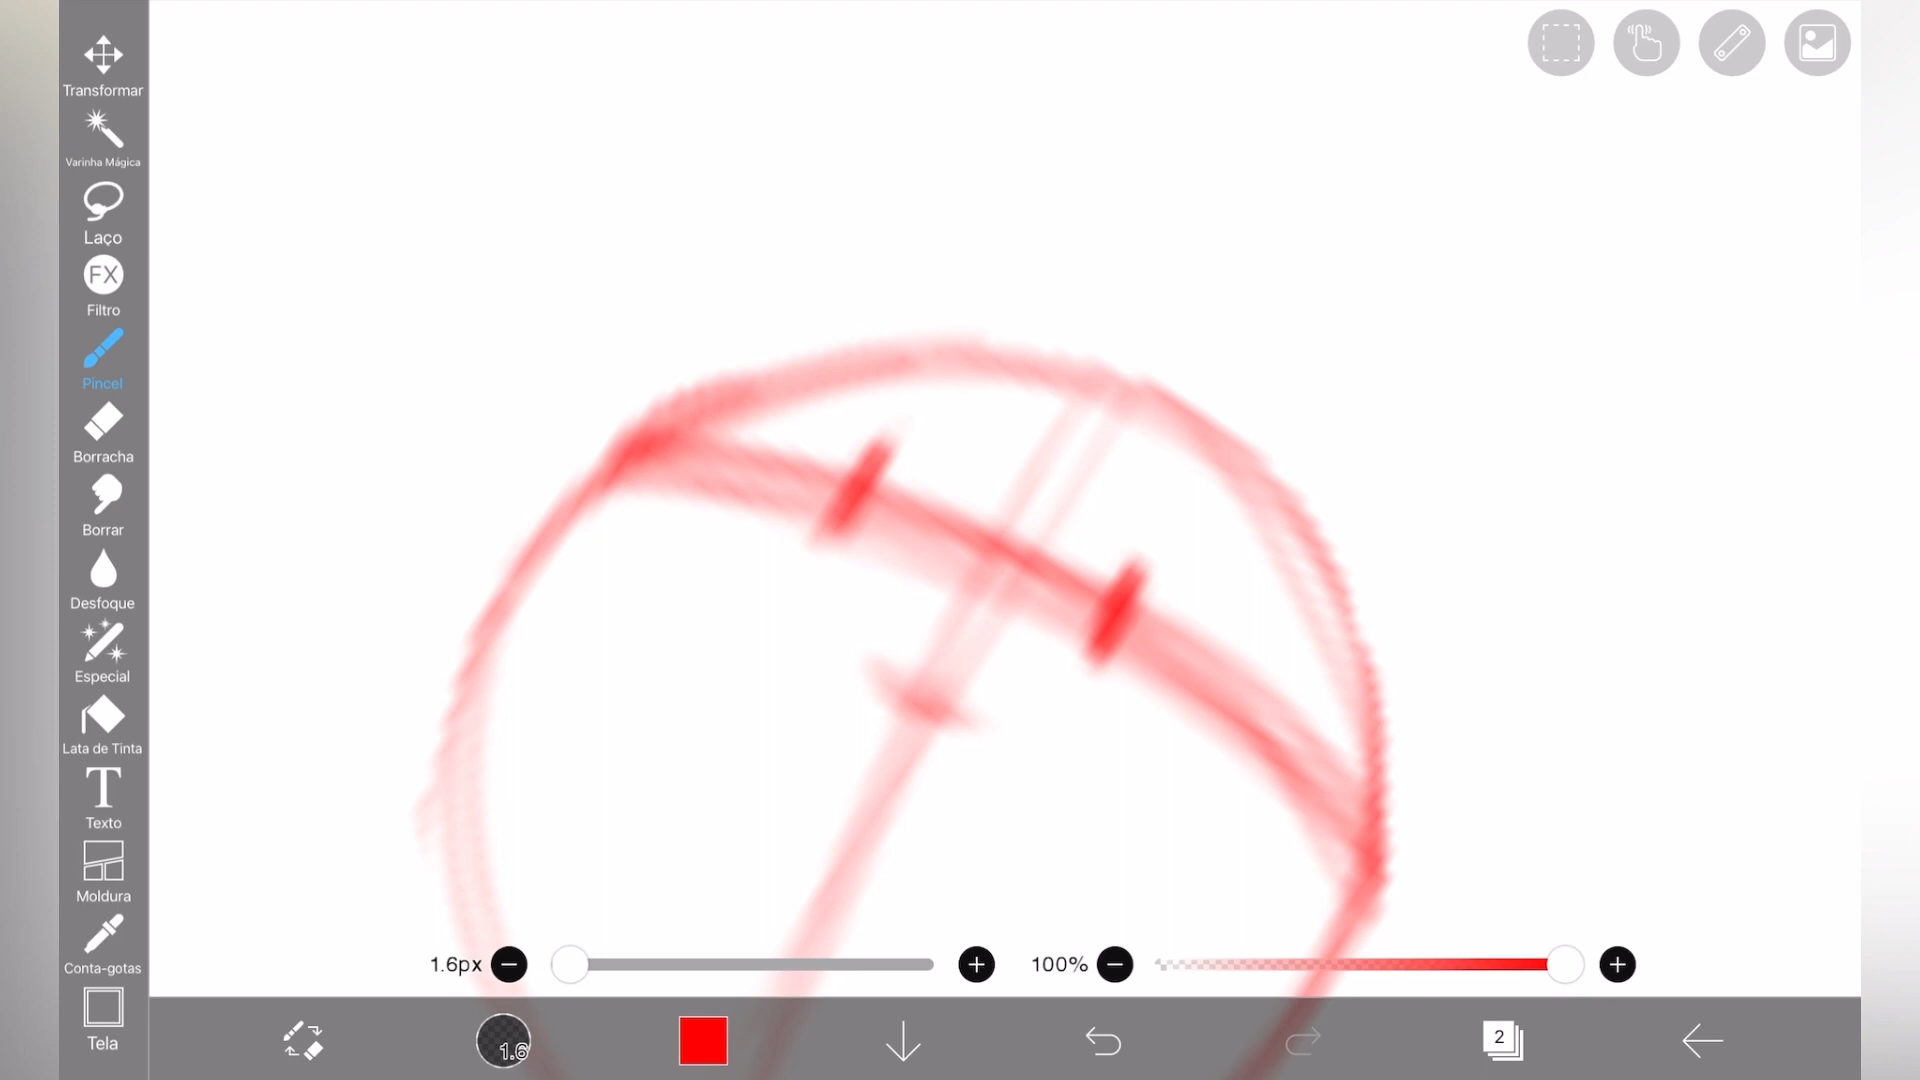 Transformar
Varinha Mágica
Laço
FX
Filtro
Pincel
Borracha
Borrar
Desfoque
Especial
Lata de Tinta
T
Texto
Moldura
Conta-gotas
Tela
1.6px
100%
1.6
2